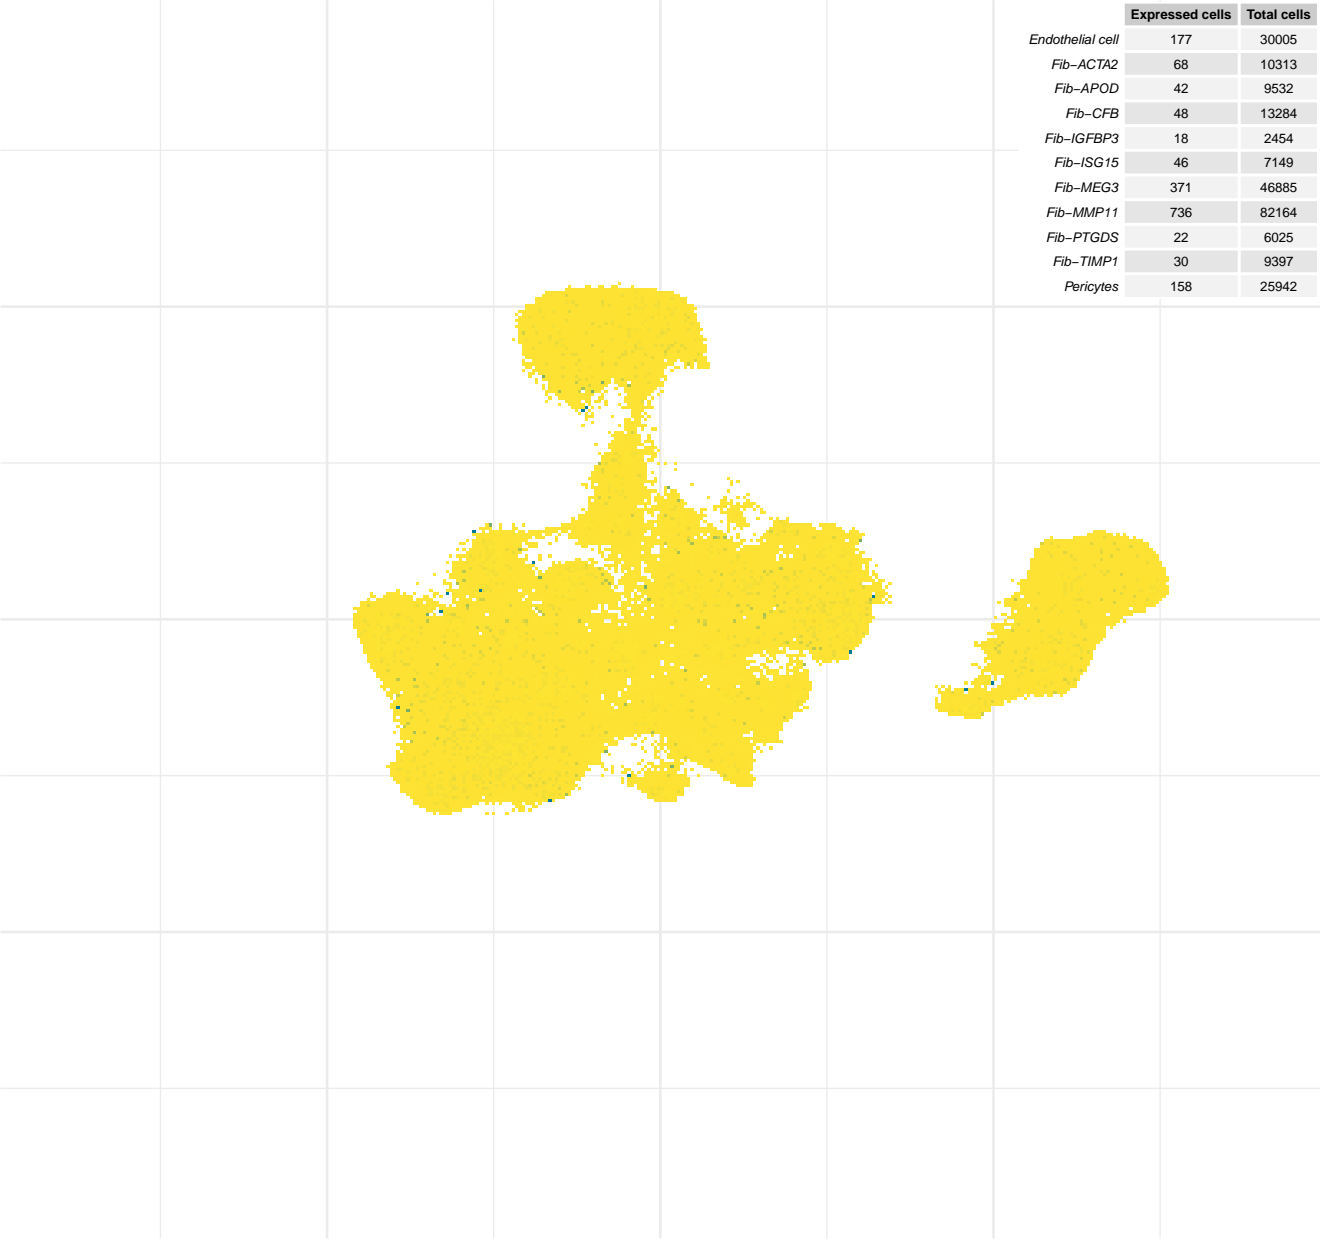 Expressed cells Total cells
Endothelial cell 177 30005
Fib−ACTA2 68 10313
Fib−APOD 42 9532
Fib−CFB 48 13284
Fib−IGFBP3 18 2454
Fib−ISG15 46 7149
Fib−MEG3 371 46885
Fib−MMP11 736 82164
Fib−PTGDS 22 6025
Fib−TIMP1 30 9397
Pericytes 158 25942